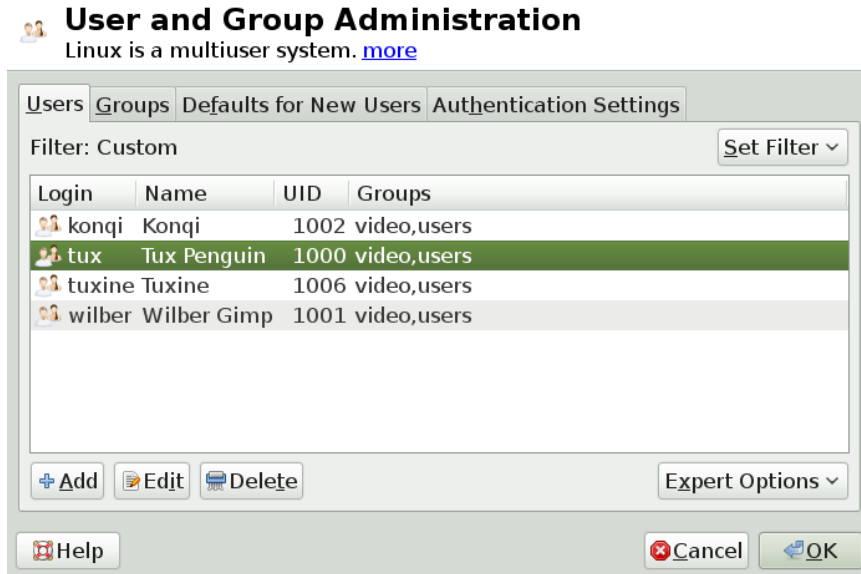 User and Group Administration
Linux is a multiuser system. more
Users Groups Defaults for New Users Authentication Settings
Filter: Custom Set Filter
Login Name UID Groups
konqi Konqi 1002 video,users
tux Tux Penguin 1000 video,users
tuxine Tuxine 1006 video,users
wilber Wilber Gimp 1001 video,users
Add Edit Delete Expert Options
Help Cancel OK